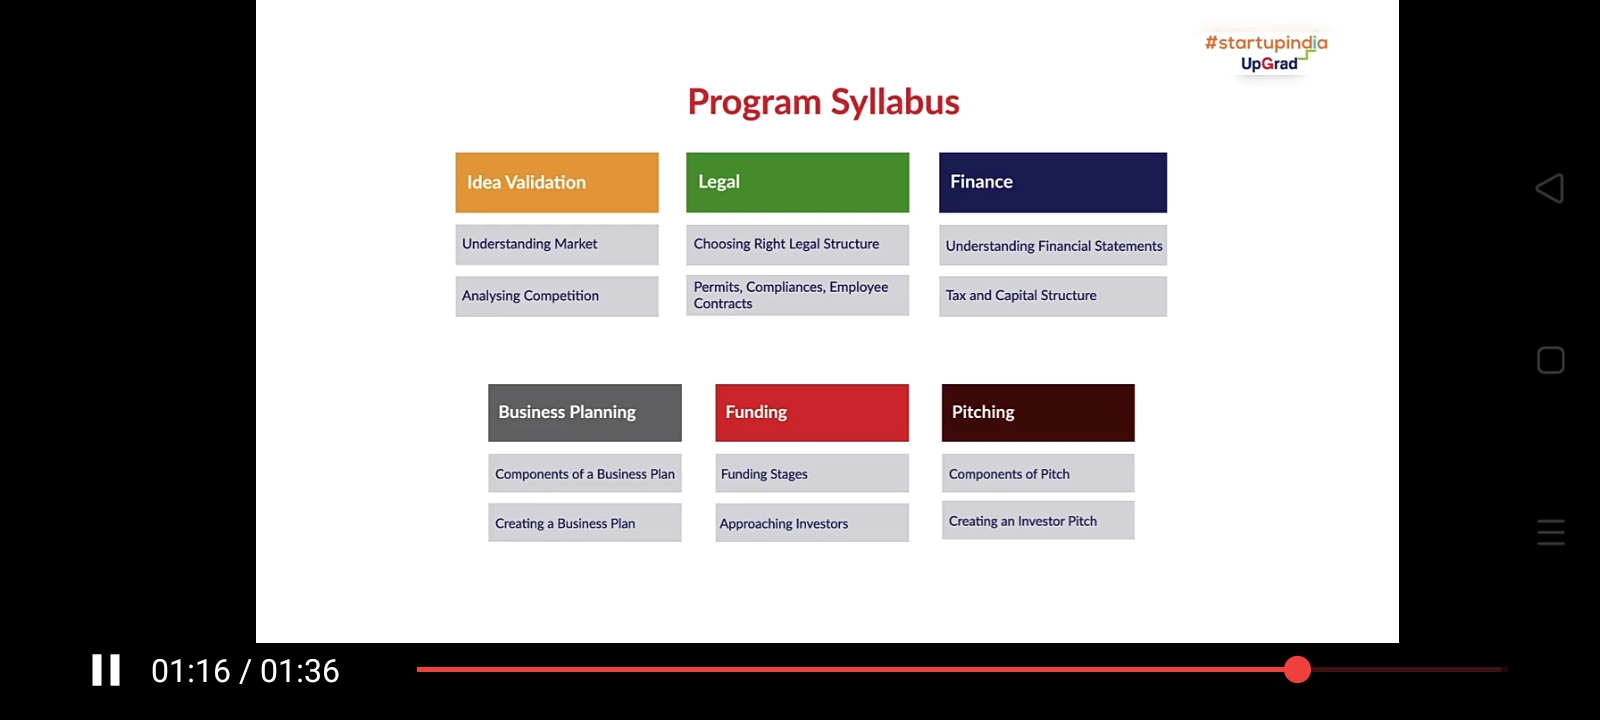 #startupindia
UpGrad
Program Syllabus
Idea Validation
Legal
Finance
Understanding Market
Choosing Right Legal Structure
Understanding Financial Statements
Analysing Competition
Permits, Compliances, Employee
Contracts
Tax and Capital Structure
Business Planning
Funding
Pitching
Components of a Business Plan
Funding Stages
Components of Pitch
Creating a Business Plan
Approaching Investors
Creating an Investor Pitch
01:16 / 01:36